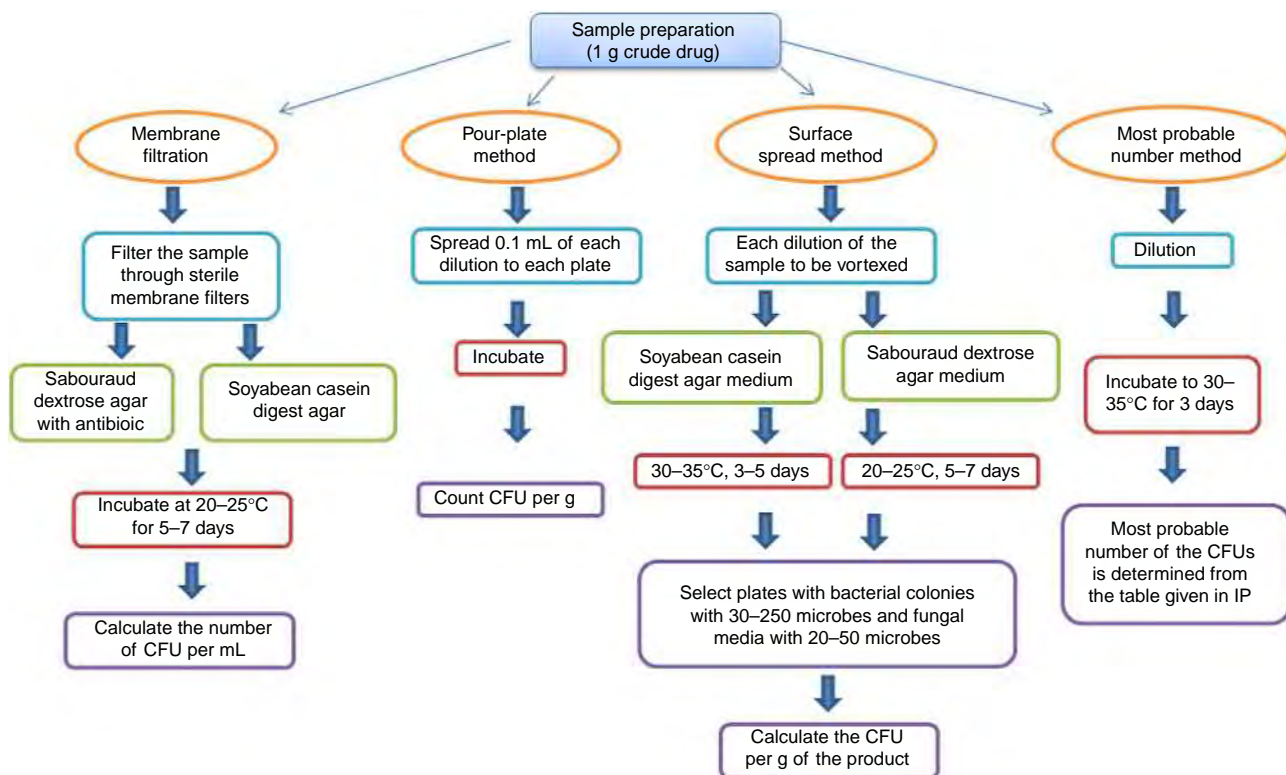 Sample preparation
(1 g crude drug)
Membrane
filtration
Filter the sample
through sterile
membrane filters
Sabouraud
dextrose agar
with antibioic
Soyabean casein
digest agar
Incubate at 20–25°C
for 5–7 days
Calculate the number
of CFU per mL
Pour-plate
method
Spread 0.1 mL of each
dilution to each plate
Incubate
Count CFU per g
Surface
spread method
Each dilution of the
sample to be vortexed
Soyabean casein
digest agar medium
Sabouraud dextrose
agar medium
30–35°C, 3–5 days
20–25°C, 5–7 days
Select plates with bacterial colonies
with 30–250 microbes and fungal
media with 20–50 microbes
Calculate the CFU
per g of the product
Most probable
number method
Dilution
Incubate to 30–
35°C for 3 days
Most probable
number of the CFUs
is determined from
the table given in IP